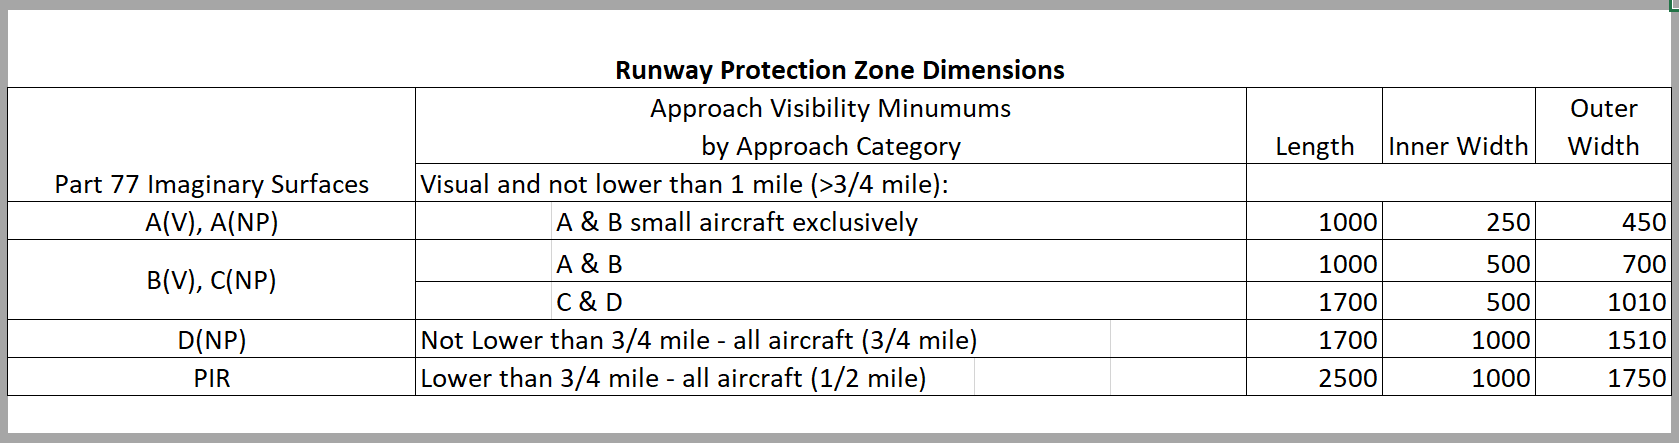 Runway Protection Zone Dimensions
Approach Visibility Minumums
by Approach Category
Length
Inner Width
Outer
Width
Part 77 Imaginary Surfaces
Visual and not lower than 1 mile (>3/4 mile):
A(V), A(NP)
A & B small aircraft exclusively
1000
250
450
B(V), C(NP)
A & B
1000
500
700
C & D
1700
500
1010
D(NP)
Not Lower than 3/4 mile - all aircraft (3/4 mile)
1700
1000
1510
PIR
Lower than 3/4 mile - all aircraft (1/2 mile)
2500
1000
1750